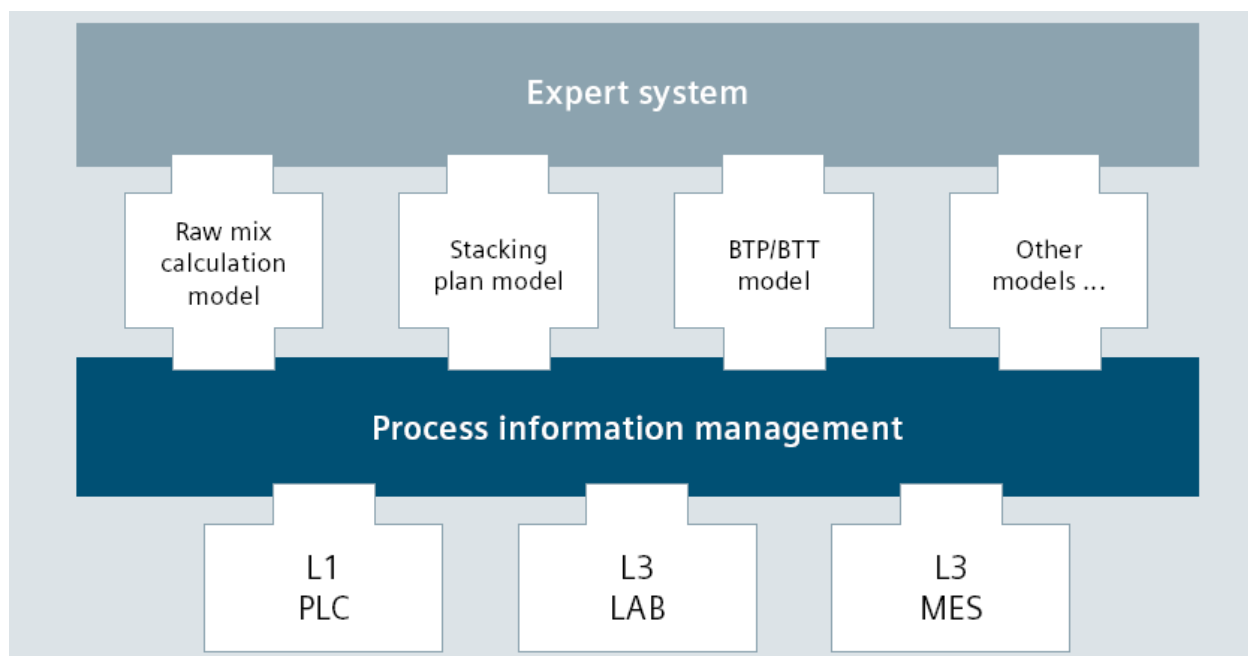 Expert system
Raw mix
calculation
model
Stacking
plan model
BTP/BTT
model
Other
models ...
Process information management
L1
PLC
L3
LAB
L3
MES